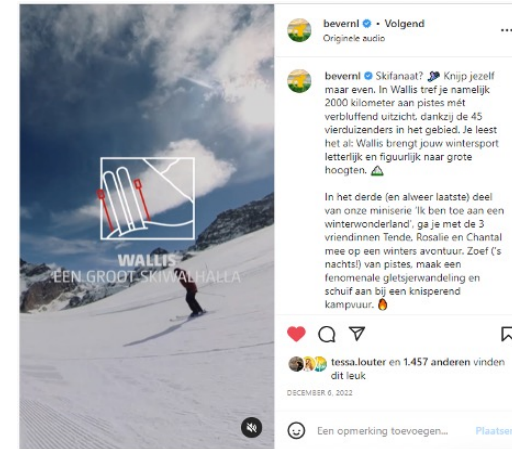 WALLIS
EEN GROOT SKIWALHALLA
bevernl • Volgend
Originele audio
bevernl Skifanaat? 🎿 Knijp jezelf
maar even. In Wallis tref je namelijk
2000 kilometer aan pistes mét
verbluffend uitzicht, dankzij de 45
vierduizenders in het gebied. Je leest
het al: Wallis brengt jouw wintersport
letterlijk en figuurlijk naar grote
hoogten. 🏔
In het derde (en alweer laatste) deel
van onze miniserie 'Ik ben toe aan een
winterwonderland', ga je met de 3
vriendinnen Tende, Rosalie en Chantal
mee op een winters avontuur. Zoef ('s
nachts!) van pistes, maak een
fenomenale gletsjerwandeling en
schuif aan bij een knisperend
kampvuur. 🔥
tessa.louter en 1.457 anderen vinden
dit leuk
DECEMBER 6, 2022
Een opmerking toevoegen...
Plaatsen